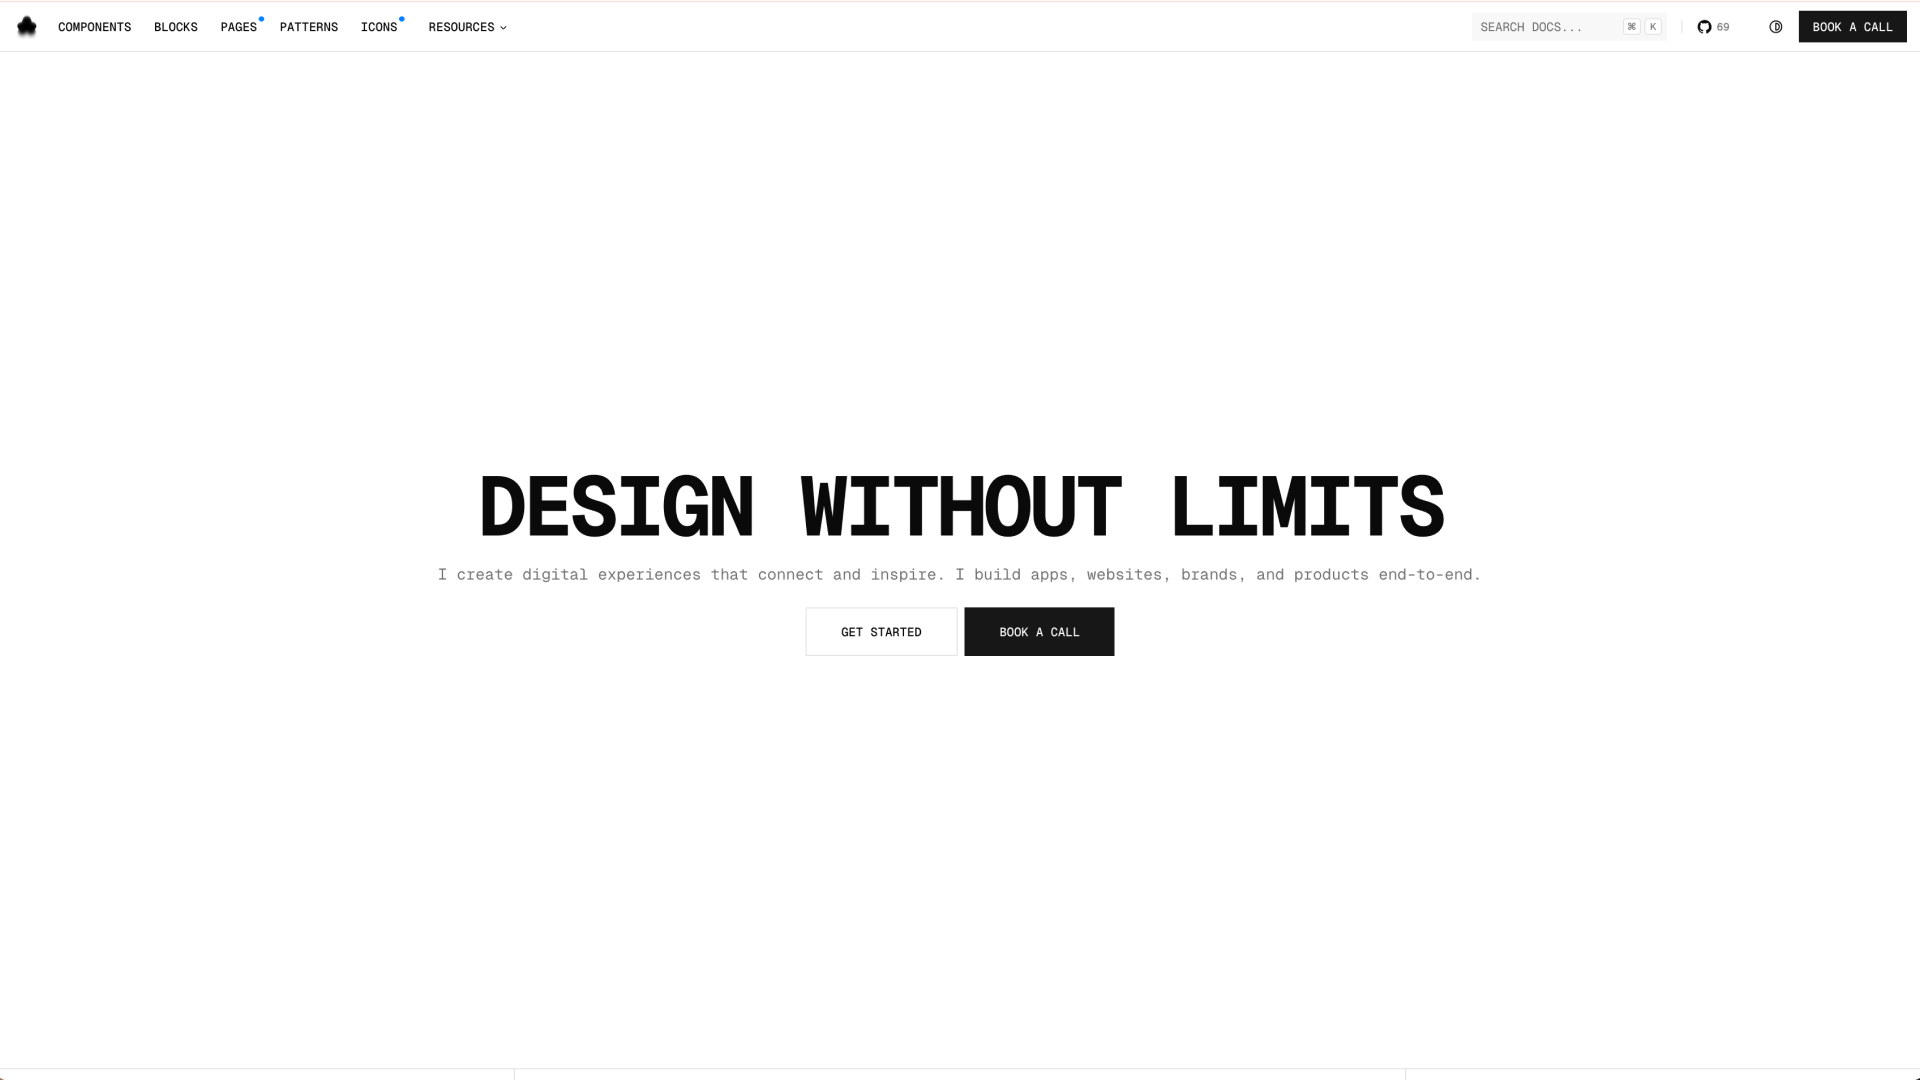 COMPONENTS BLOCKS PAGES PATTERNS ICONS RESOURCES SEARCH DOCS... ⌘ K 69 BOOK A CALL
DESIGN WITHOUT LIMITS
I create digital experiences that connect and inspire. I build apps, websites, brands, and products end-to-end.
GET STARTED BOOK A CALL